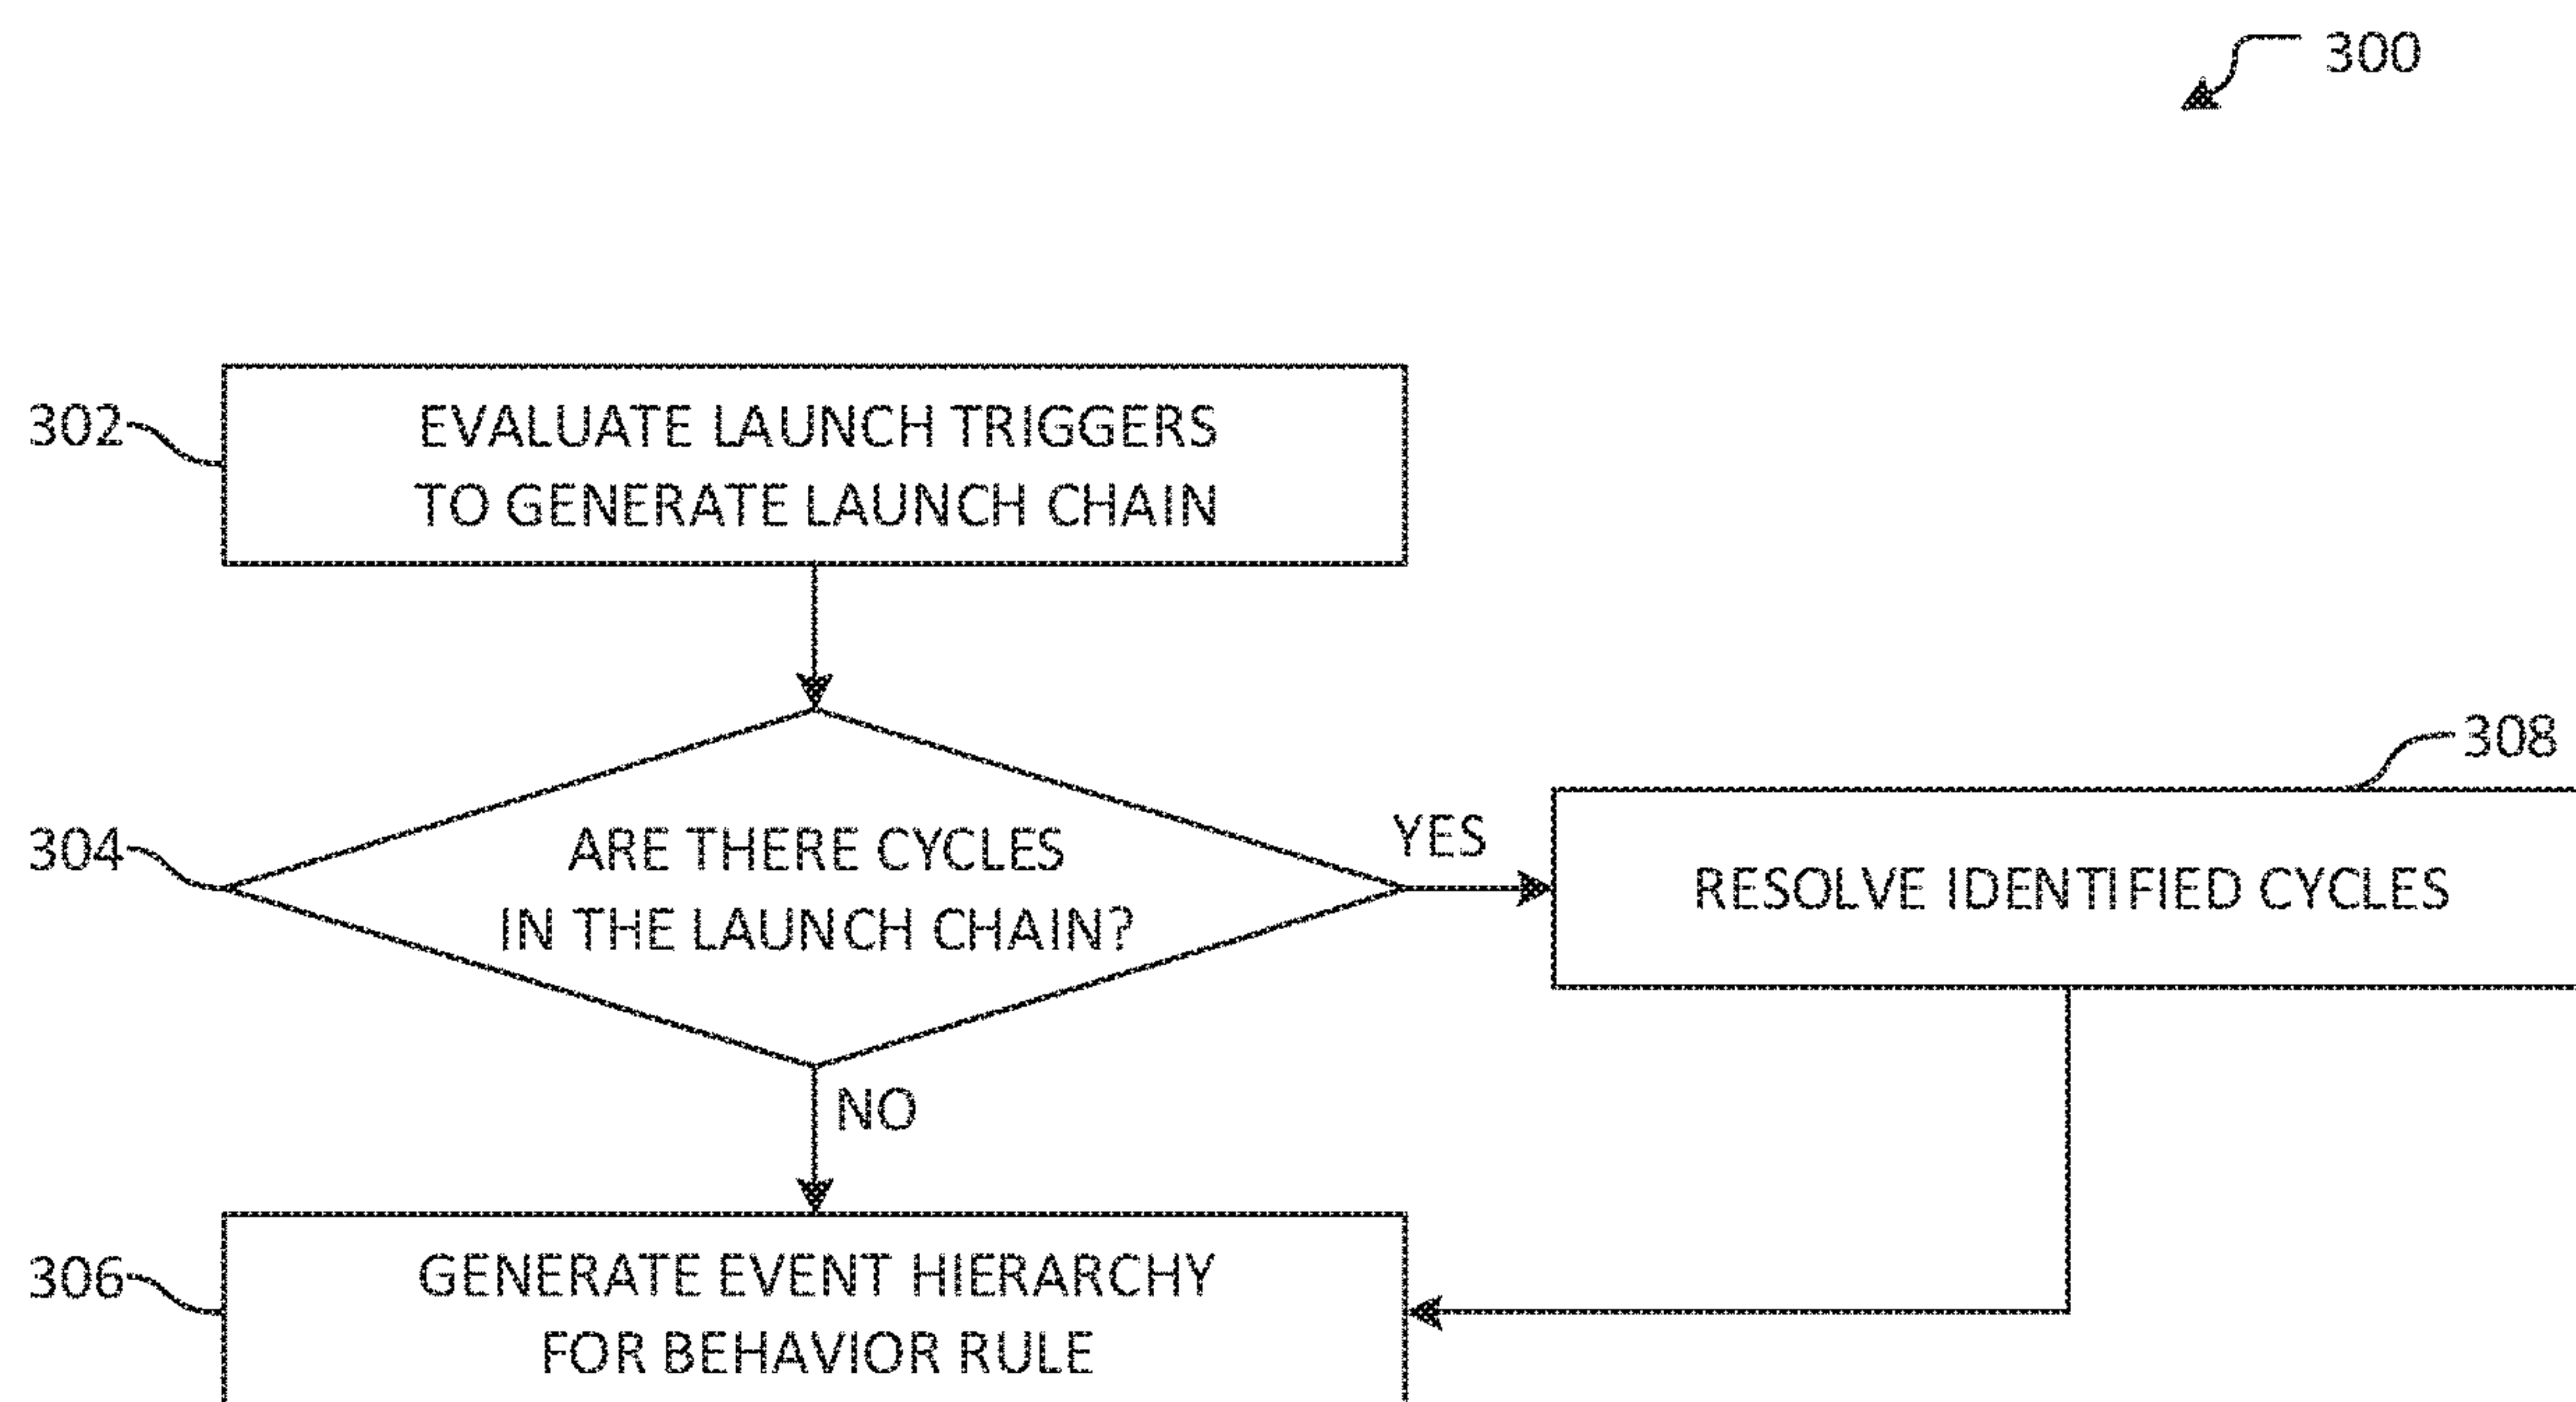 300
302
EVALUATE LAUNCH TRIGGERS
TO GENERATE LAUNCH CHAIN
304
ARE THERE CYCLES
IN THE LAUNCH CHAIN?
YES
308
RESOLVE IDENTIFIED CYCLES
NO
306
GENERATE EVENT HIERARCHY
FOR BEHAVIOR RULE